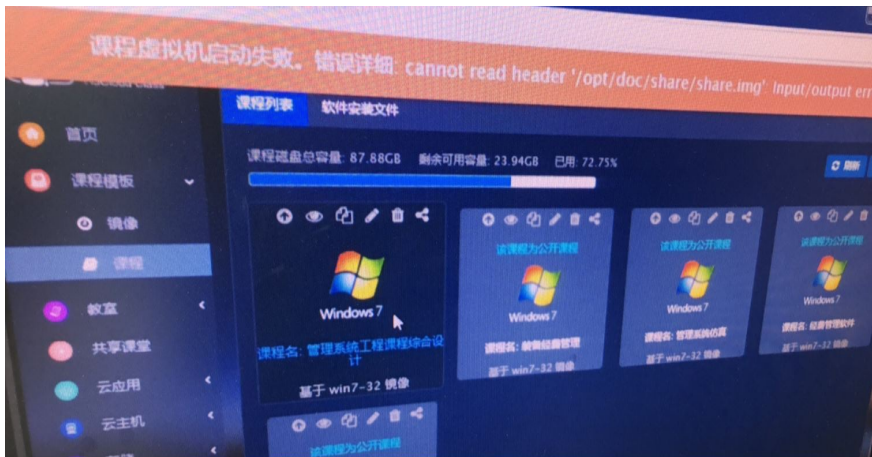 课程虚拟机启动失败。错误详细: cannot read header '/opt/doc/share/share.img': Input/output err
课程列表 软件安装文件
首页
课程磁盘总容量: 87.88GB 剩余可用容量: 23.94GB 已用: 72.75%
刷新
课程模板
镜像
课程
教室
共享课堂
云应用
云主机
Windows 7
课程名: 管理系统工程课程综合设
计
基于 win7-32 镜像
该课程为公开课程
Windows 7
基于 win7-32 镜像
该课程为公开课程
Windows 7
课程名: 管理系统仿真
基于 win7-32 镜像
该课程为公开课程
Windows 7
课程名: 经营管理软件
基于 win7-32 镜像
该课程为公开课程